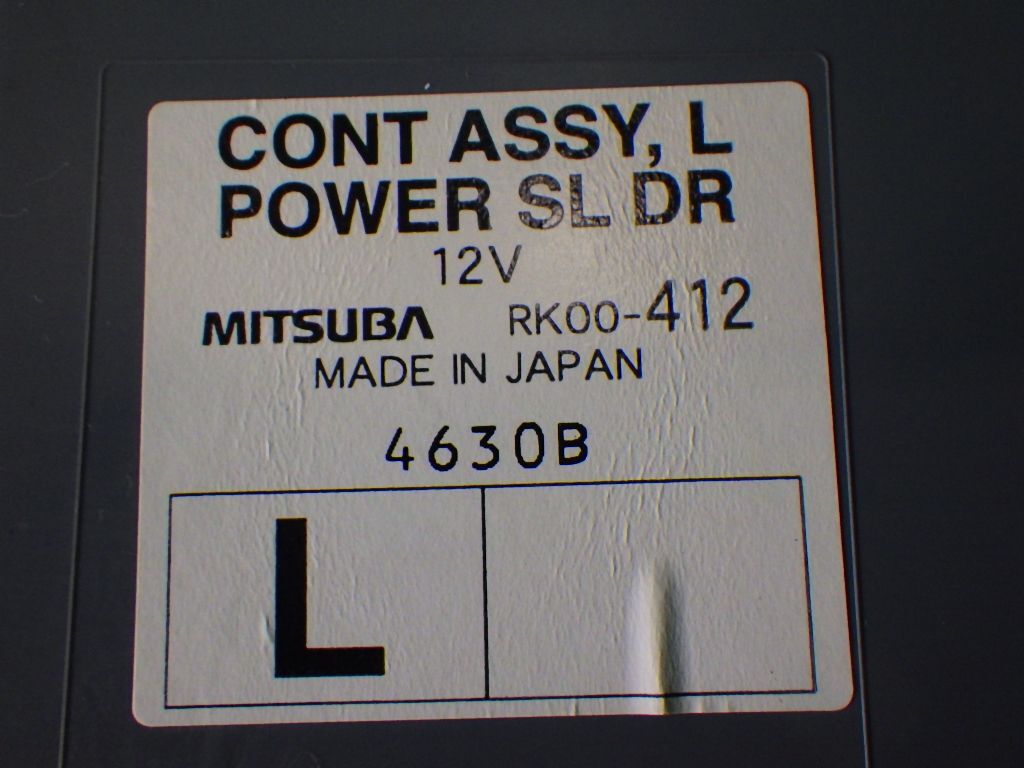 CONT ASSY, L
POWER SL DR
12V
MITSUBA RK00-412
MADE IN JAPAN
4630B
L